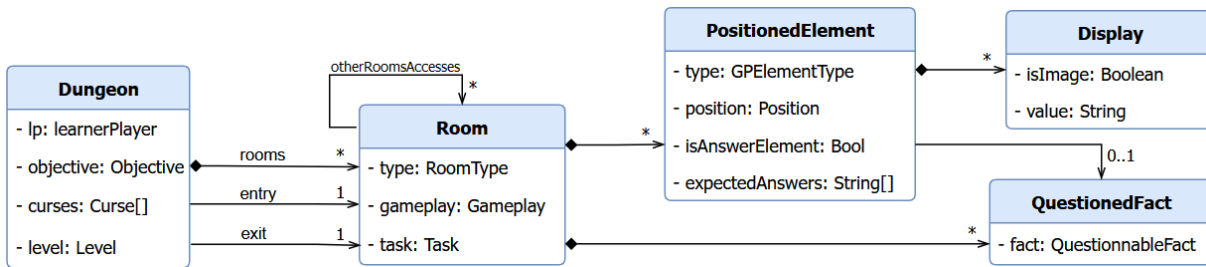 Dungeon
- lp: learnerPlayer
- objective: Objective
- curses: Curse[]
- level: Level
rooms
*
entry
1
exit
1
otherRoomsAccesses
*
Room
- type: RoomType
- gameplay: Gameplay
- task: Task
*
*
PositionedElement
- type: GPElementType
- position: Position
- isAnswerElement: Bool
- expectedAnswers: String[]
*
0..1
Display
- isImage: Boolean
- value: String
QuestionedFact
- fact: QuestionnableFact